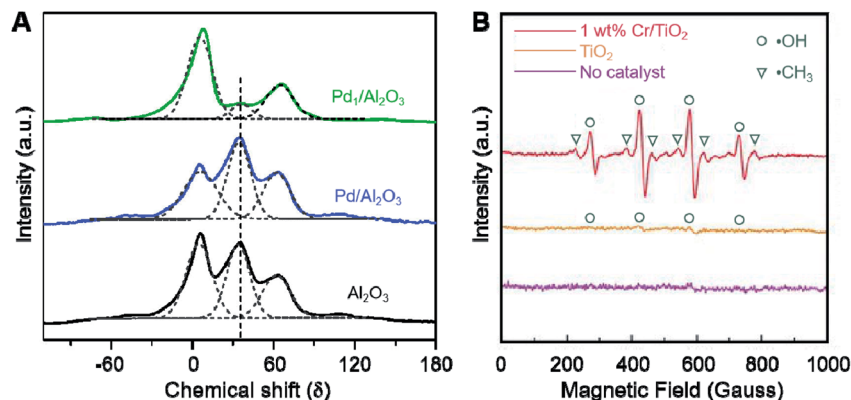 A
Pd₁/Al₂O₃
Pd/Al₂O₃
Al₂O₃
Intensity (a.u.)
-60 0 60 120 180
Chemical shift (δ)
B
1 wt% Cr/TiO₂
TiO₂
No catalyst
•OH
•CH₃
Intensity (a.u.)
0 200 400 600 800 1000
Magnetic Field (Gauss)